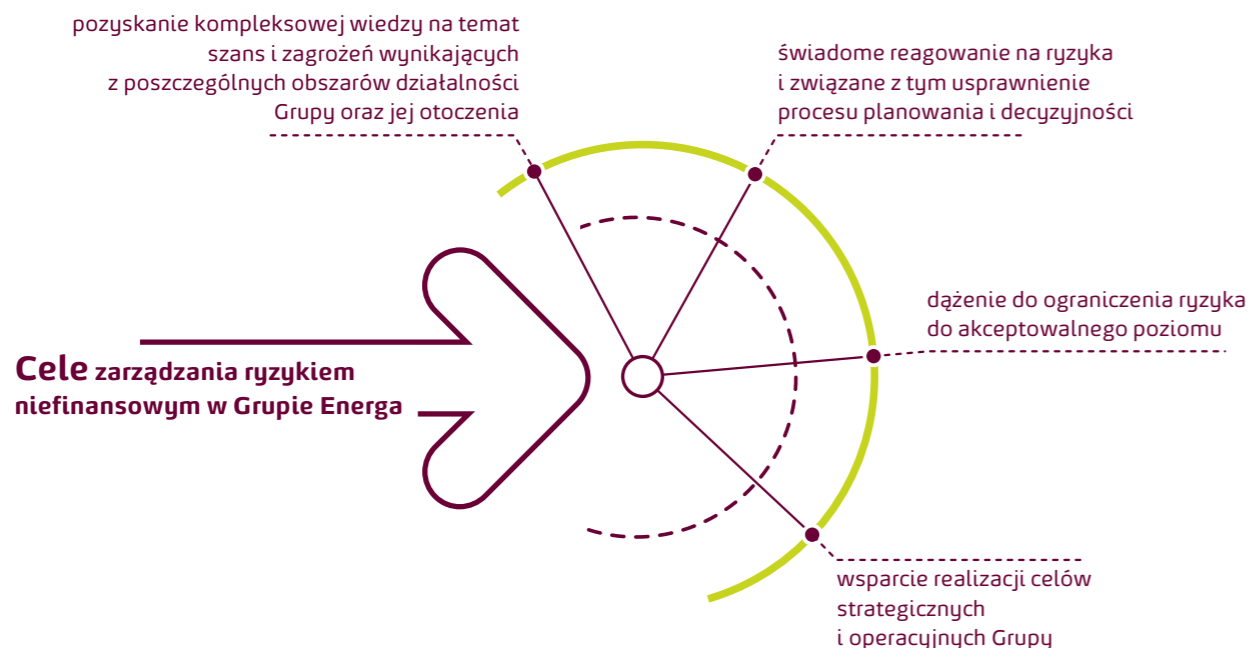 pozyskanie kompleksowej wiedzy na temat
szans i zagrożeń wynikających
z poszczególnych obszarów działalności
Grupy oraz jej otoczenia
świadome reagowanie na ryzyka
i związane z tym usprawnienie
procesu planowania i decyzyjności
dążenie do ograniczenia ryzyka
do akceptowalnego poziomu
Cele zarządzania ryzykiem
niefinansowym w Grupie Energa
wsparcie realizacji celów
strategicznych
i operacyjnych Grupy